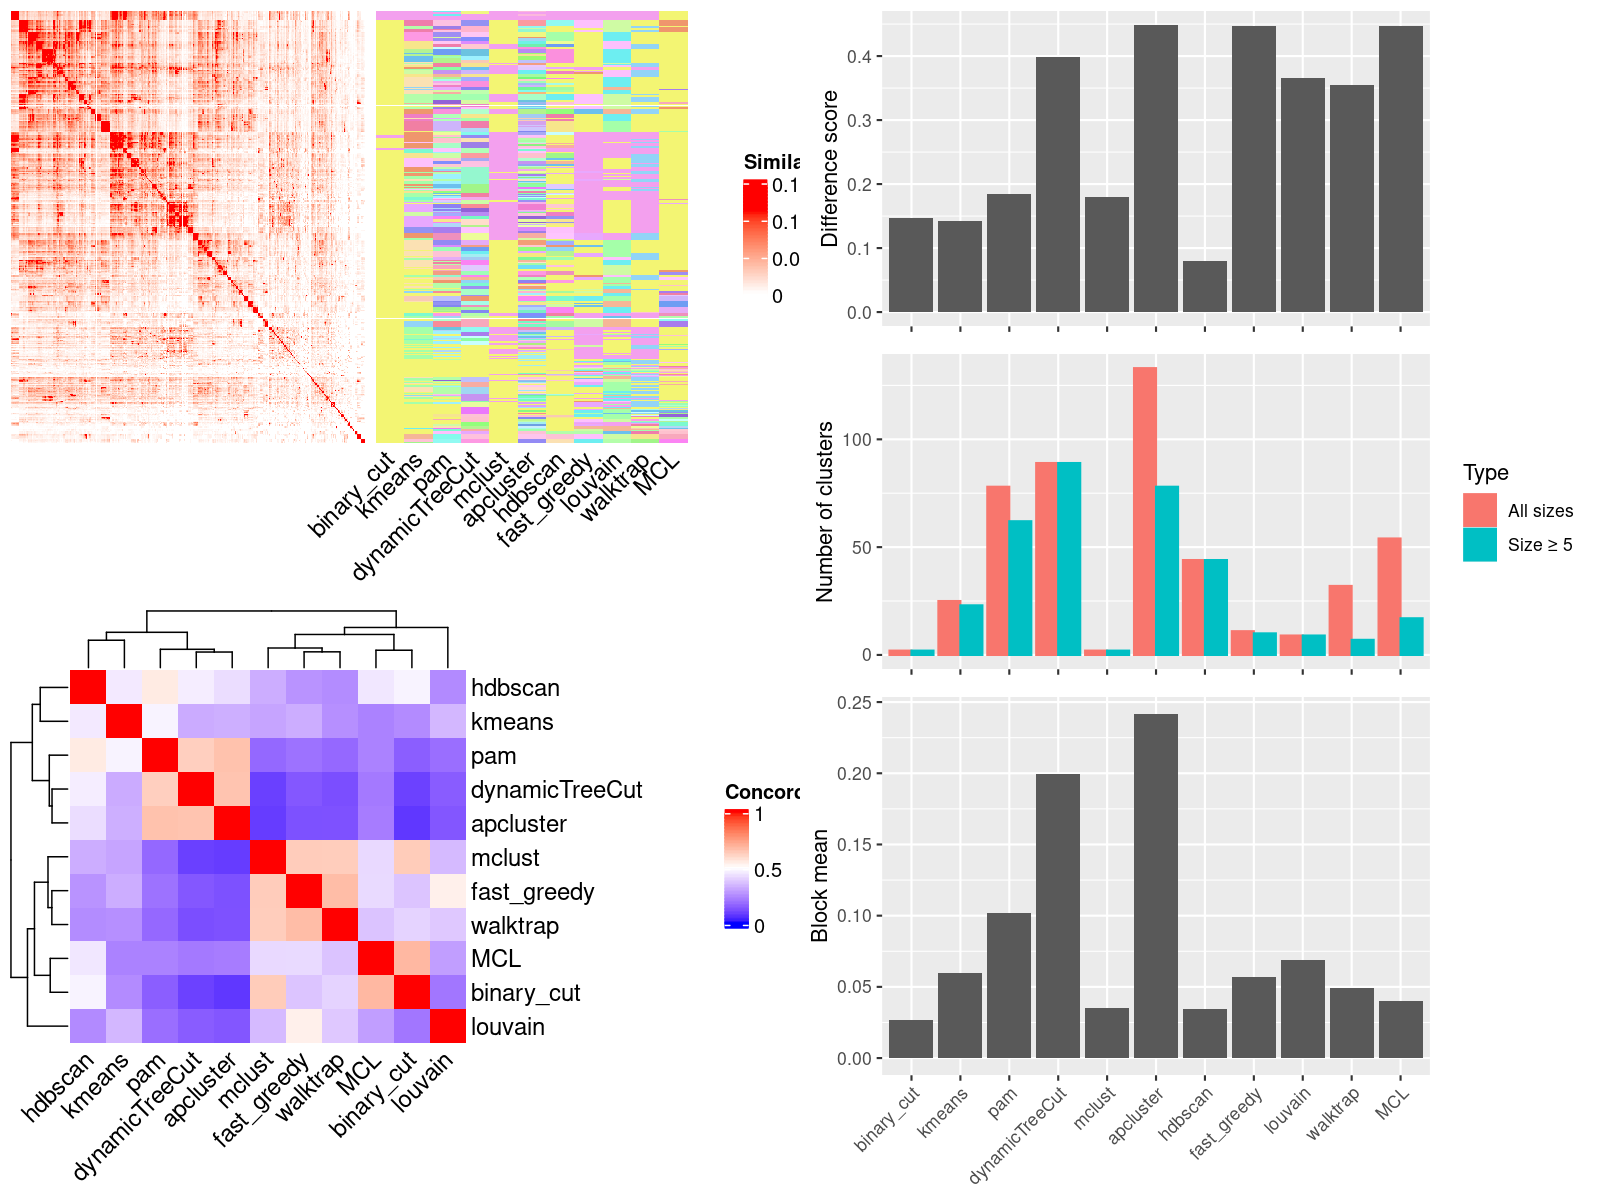 Simila
0.1
0.1
0.0
0
binary_cut
kmeans
pam
dynamicTreeCut
mclust
apcluster
hdbscan
fast_greedy
louvain
walktrap
MCL
hdbscan
kmeans
pam
dynamicTreeCut
apcluster
mclust
fast_greedy
walktrap
MCL
binary_cut
louvain
hdbscan
kmeans
pam
dynamicTreeCut
apcluster
mclust
fast_greedy
walktrap
MCL
binary_cut
louvain
Concord
1
0.5
0
Difference score
0.4
0.3
0.2
0.1
0.0
Number of clusters
100
50
0
Type
All sizes
Size ≥ 5
Block mean
0.25
0.20
0.15
0.10
0.05
0.00
binary_cut
kmeans
pam
dynamicTreeCut
mclust
apcluster
hdbscan
fast_greedy
louvain
walktrap
MCL